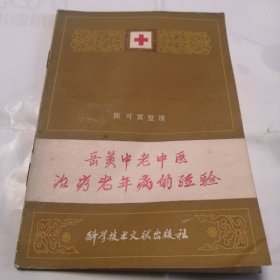 陈可冀整理
岳美中老中医
治疗老年病的经验
科学技术文献出版社